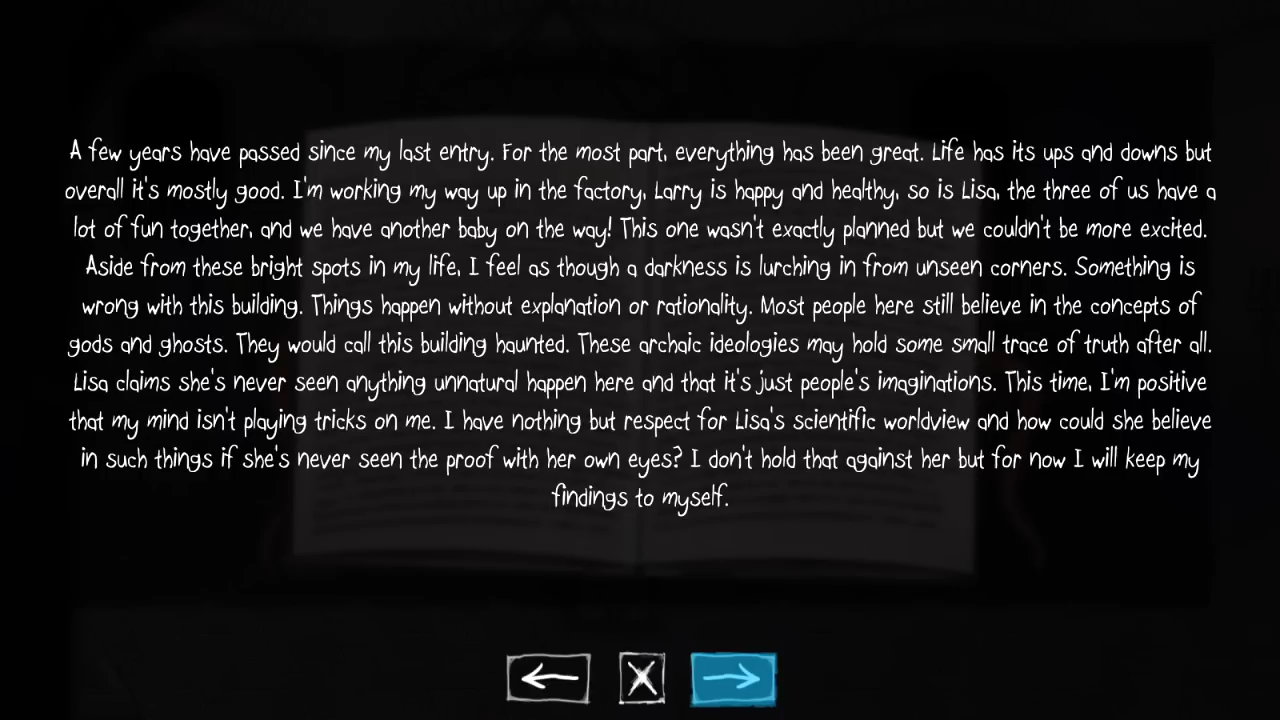 A few years have passed since my last entry. For the most part, everything has been great. Life has its ups and downs but
overall it's mostly good. I'm working my way up in the factory, Larry is happy and healthy, so is Lisa, the three of us have a
lot of fun together, and we have another baby on the way! This one wasn't exactly planned but we couldn't be more excited.
Aside from these bright spots in my life, I feel as though a darkness is lurching in from unseen corners. Something is
wrong with this building. Things happen without explanation or rationality. Most people here still believe in the concepts of
gods and ghosts. They would call this building haunted. These archaic ideologies may hold some small trace of truth after all.
Lisa claims she's never seen anything unnatural happen here and that it's just people's imaginations. This time, I'm positive
that my mind isn't playing tricks on me. I have nothing but respect for Lisa's scientific worldview and how could she believe
in such things if she's never seen the proof with her own eyes? I don't hold that against her but for now I will keep my
findings to myself.